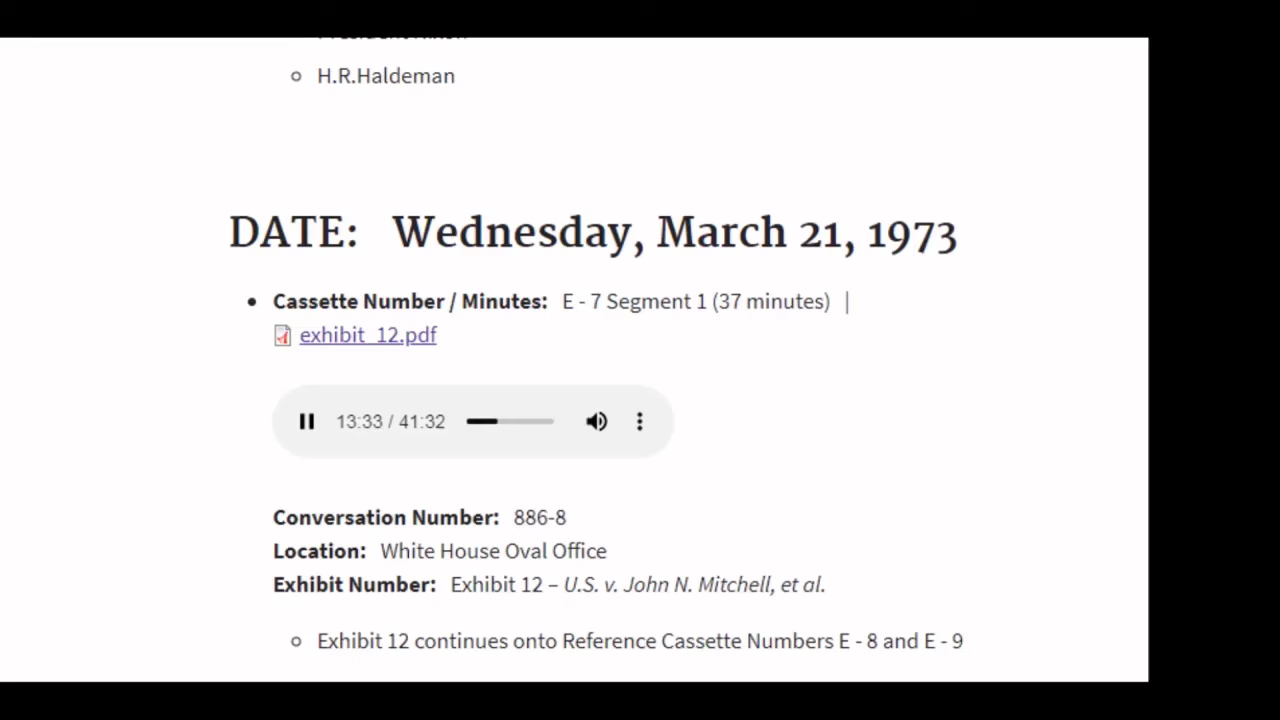 H.R.Haldeman
DATE: Wednesday, March 21, 1973
Cassette Number / Minutes: E - 7 Segment 1 (37 minutes) |
exhibit_12.pdf
13:33 / 41:32
Conversation Number: 886-8
Location: White House Oval Office
Exhibit Number: Exhibit 12 – U.S. v. John N. Mitchell, et al.
Exhibit 12 continues onto Reference Cassette Numbers E - 8 and E - 9